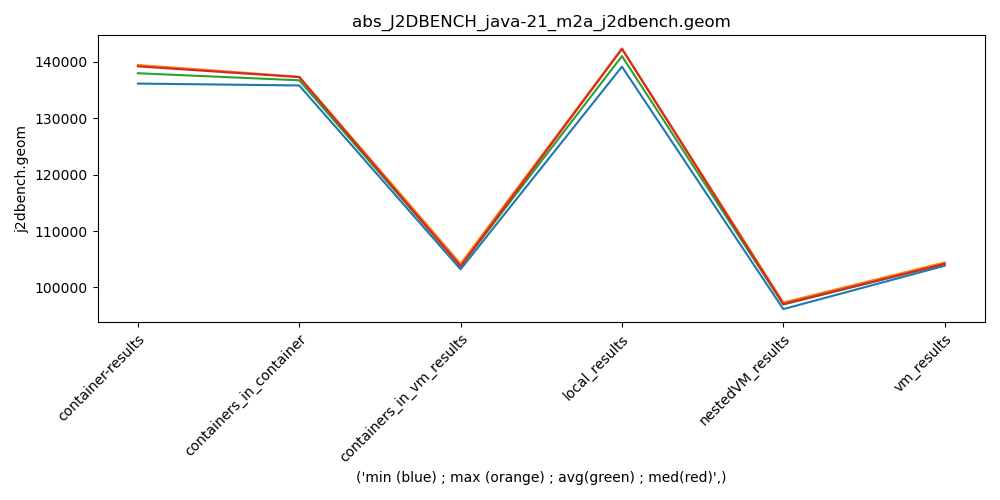 abs_J2DBENCH_java-21_m2a_j2dbench.geom
j2dbench.geom
140000
130000
120000
110000
100000
container-results
containers_in_container
containers_in_vm_results
local_results
nestedVM_results
vm_results
('min (blue) ; max (orange) ; avg(green) ; med(red)',)